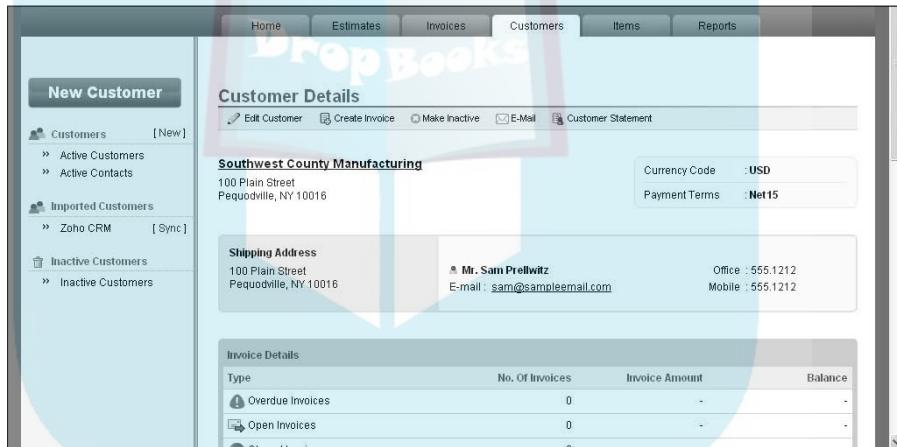 Home Estimates Invoices Customers Items Reports
DropBooks
New Customer
Customers [ New ]
» Active Customers
» Active Contacts
Imported Customers
» Zoho CRM [ Sync ]
Inactive Customers
» Inactive Customers
Customer Details
Edit Customer Create Invoice Make Inactive E-Mail Customer Statement
Southwest County Manufacturing
100 Plain Street
Pequodville, NY 10016
Currency Code : USD
Payment Terms : Net 15
Shipping Address
100 Plain Street
Pequodville, NY 10016
Mr. Sam Prellwitz
E-mail : sam@sampleemail.com
Office : 555.1212
Mobile : 555.1212
Invoice Details
Type No. Of Invoices Invoice Amount Balance
Overdue Invoices 0 - -
Open Invoices 0 - -